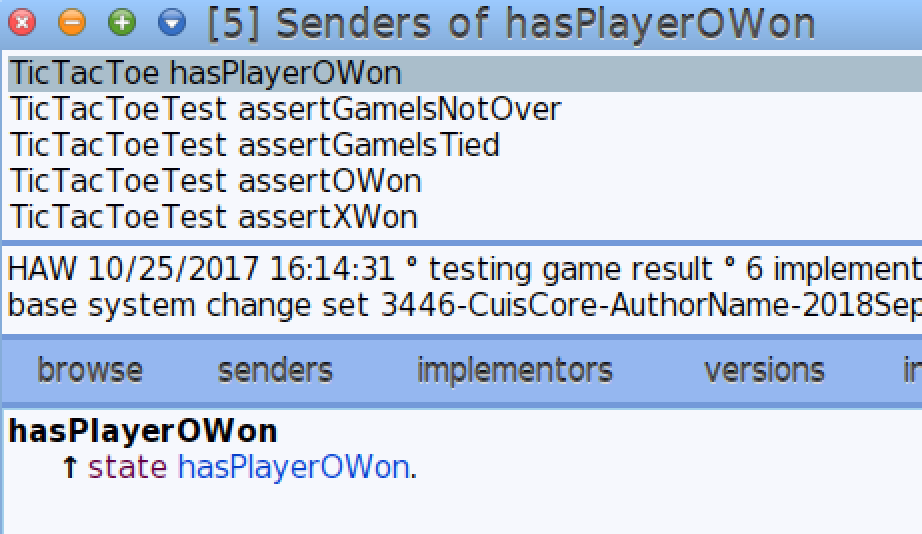 [5] Senders of hasPlayerOWon
TicTacToe hasPlayerOWon
TicTacToeTest assertGameIsNotOver
TicTacToeTest assertGameIsTied
TicTacToeTest assertOWon
TicTacToeTest assertXWon
HAW 10/25/2017 16:14:31 ° testing game result ° 6 implement
base system change set 3446-CuisCore-AuthorName-2018Sep
browse senders implementors versions
hasPlayerOWon
↑ state hasPlayerOWon.